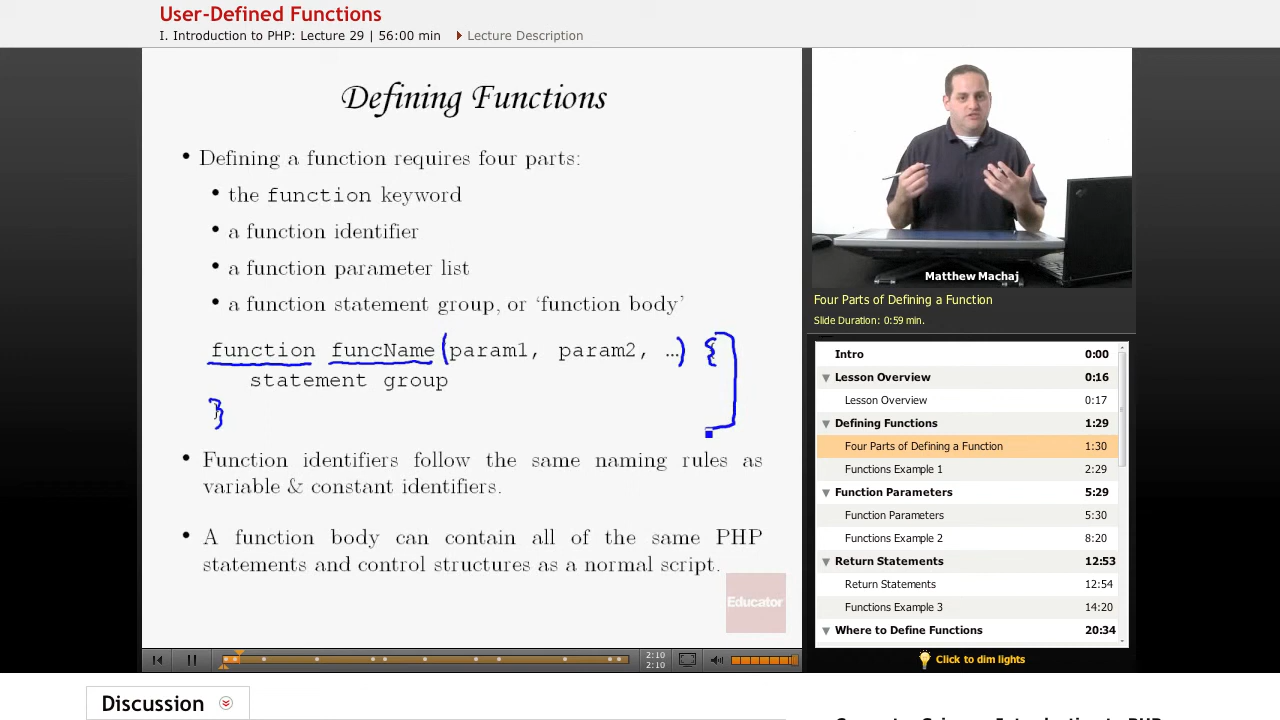 User-Defined Functions
I. Introduction to PHP: Lecture 29 | 56:00 min
Lecture Description
Defining Functions
• Defining a function requires four parts:
• the function keyword
• a function identifier
• a function parameter list
• a function statement group, or ‘function body’
function funcName(param1, param2, …) {
statement group
}
• Function identifiers follow the same naming rules as
variable & constant identifiers.
• A function body can contain all of the same PHP
statements and control structures as a normal script.
Educator
2:10
2:10
Matthew Machaj
Four Parts of Defining a Function
Slide Duration: 0:59 min.
Intro 0:00
Lesson Overview 0:16
Lesson Overview 0:17
Defining Functions 1:29
Four Parts of Defining a Function 1:30
Functions Example 1 2:29
Function Parameters 5:29
Function Parameters 5:30
Functions Example 2 8:20
Return Statements 12:53
Return Statements 12:54
Functions Example 3 14:20
Where to Define Functions 20:34
Click to dim lights
Discussion
Computer Science: Introduction to PHP